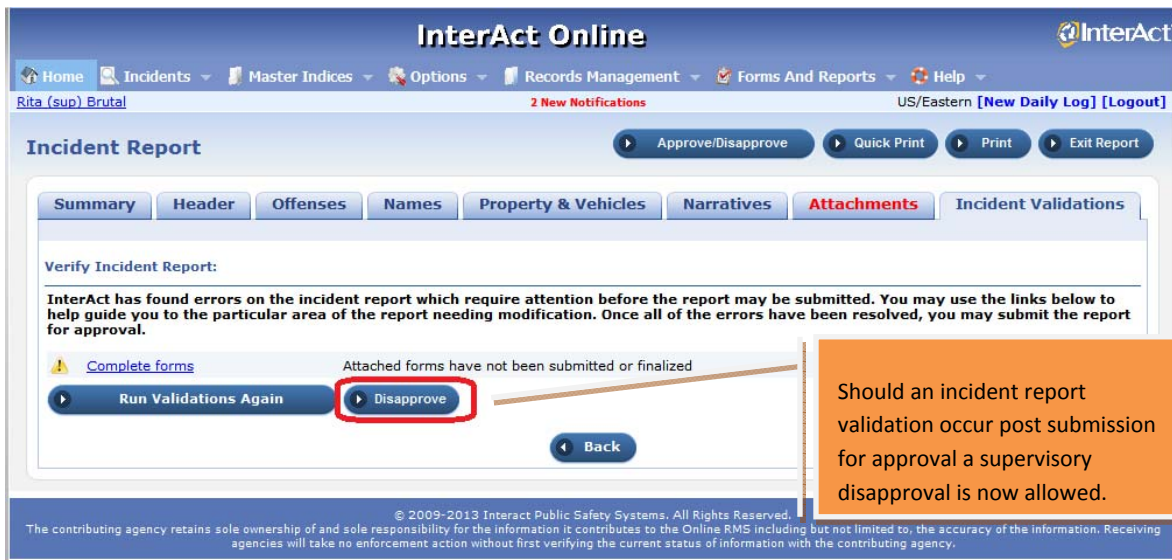 InterAct Online
InterAct
Home Incidents Master Indices Options Records Management Forms And Reports Help
Rita (sup) Brutal 2 New Notifications US/Eastern [New Daily Log] [Logout]
Incident Report Approve/Disapprove Quick Print Print Exit Report
Summary Header Offenses Names Property & Vehicles Narratives Attachments Incident Validations
Verify Incident Report:
InterAct has found errors on the incident report which require attention before the report may be submitted. You may use the links below to
help guide you to the particular area of the report needing modification. Once all of the errors have been resolved, you may submit the report
for approval.
Complete forms Attached forms have not been submitted or finalized
Run Validations Again Disapprove
Back
Should an incident report
validation occur post submission
for approval a supervisory
disapproval is now allowed.
© 2009-2013 Interact Public Safety Systems. All Rights Reserved.
The contributing agency retains sole ownership of and sole responsibility for the information it contributes to the Online RMS including but not limited to, the accuracy of the information. Receiving
agencies will take no enforcement action without first verifying the current status of information with the contributing agency.